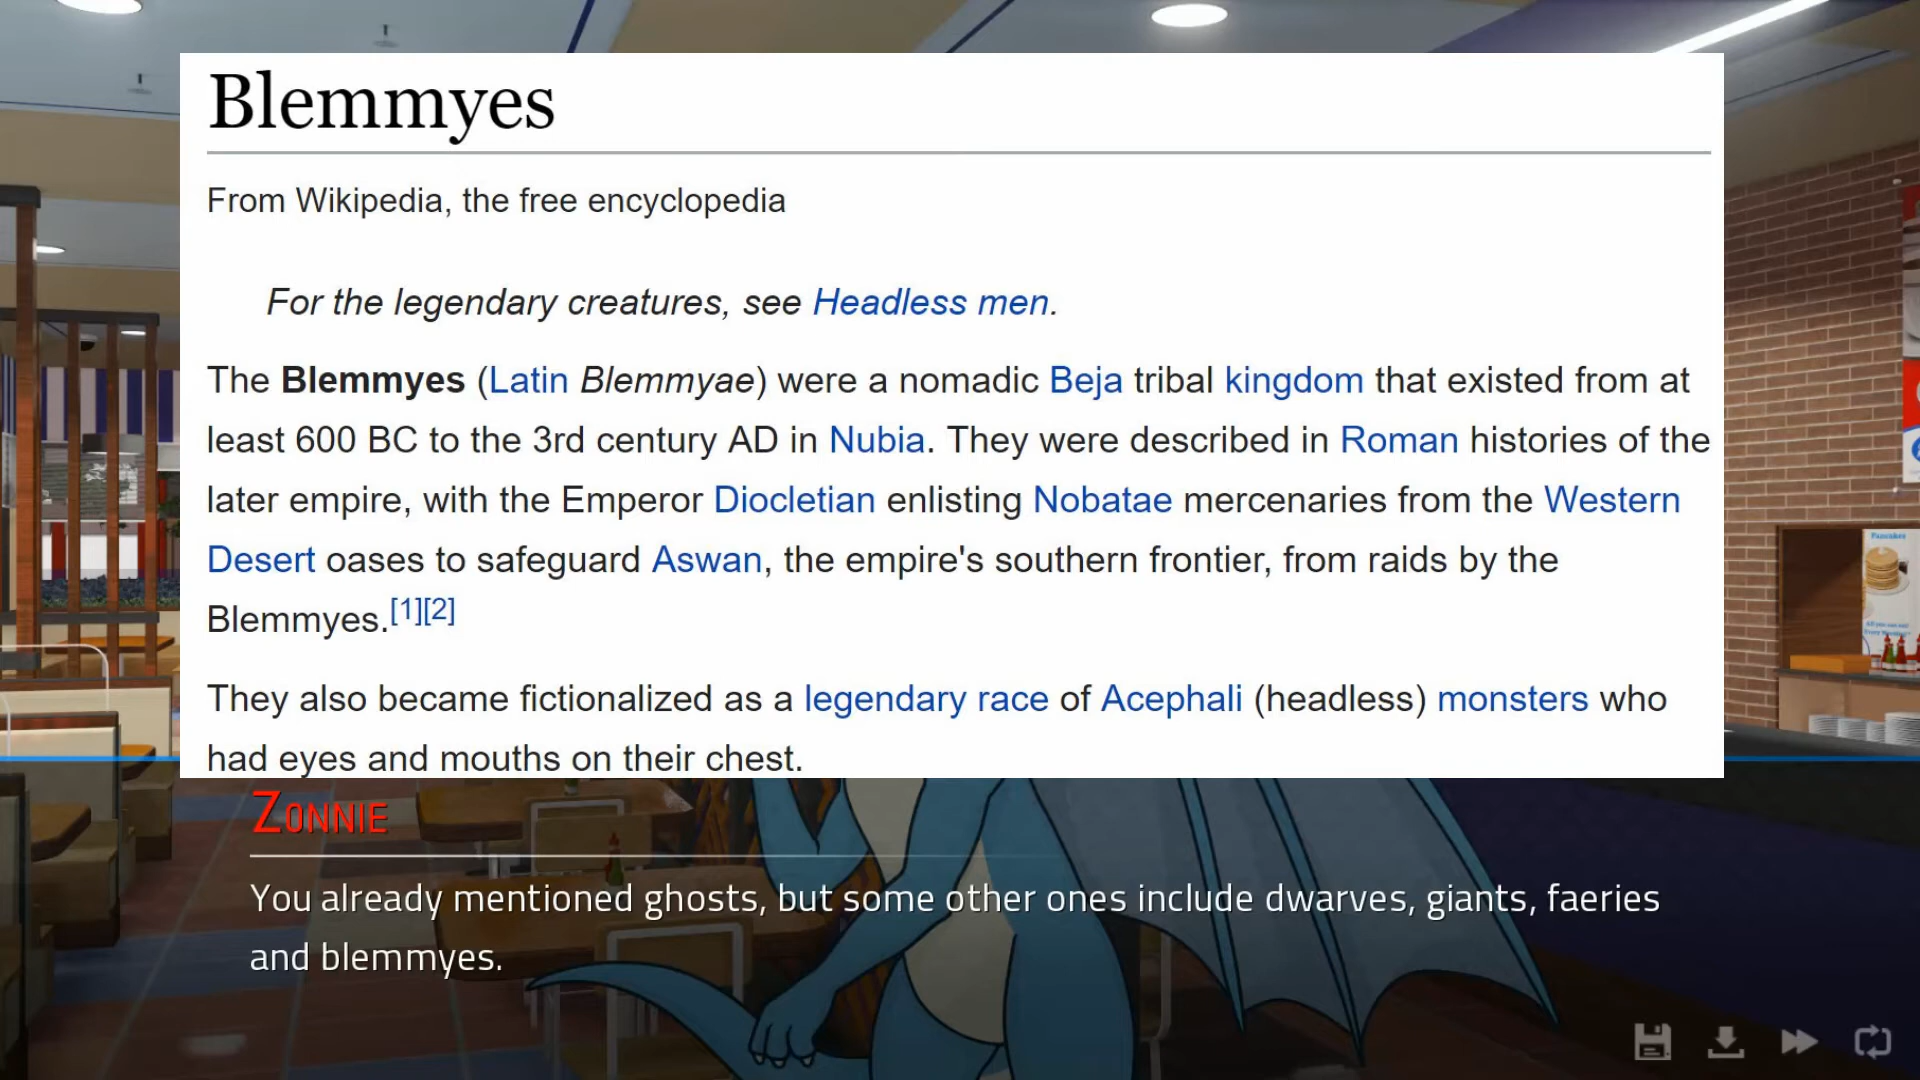 Blemmyes
From Wikipedia, the free encyclopedia
For the legendary creatures, see Headless men.
The Blemmyes (Latin Blemmyae) were a nomadic Beja tribal kingdom that existed from at
least 600 BC to the 3rd century AD in Nubia. They were described in Roman histories of the
later empire, with the Emperor Diocletian enlisting Nobatae mercenaries from the Western
Desert oases to safeguard Aswan, the empire's southern frontier, from raids by the
Blemmyes.[1][2]
They also became fictionalized as a legendary race of Acephali (headless) monsters who
had eyes and mouths on their chest.
Pancakes
ZONNIE
You already mentioned ghosts, but some other ones include dwarves, giants, faeries
and blemmyes.